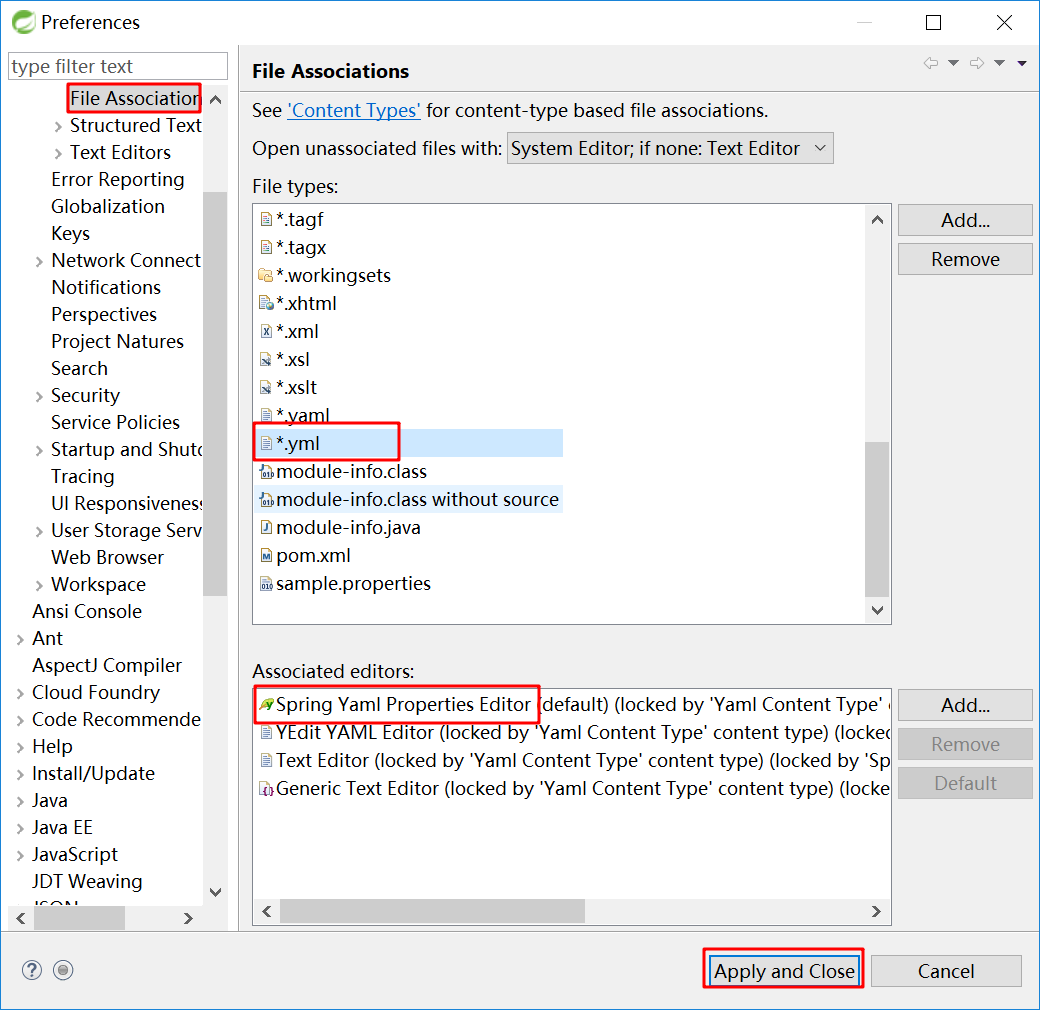 Preferences
type filter text
File Association
Structured Text
Text Editors
Error Reporting
Globalization
Keys
Network Connect
Notifications
Perspectives
Project Natures
Search
Security
Service Policies
Startup and Shutd
Tracing
UI Responsiveness
User Storage Serv
Web Browser
Workspace
Ansi Console
Ant
AspectJ Compiler
Cloud Foundry
Code Recommende
Help
Install/Update
Java
Java EE
JavaScript
JDT Weaving
JSON
File Associations
See 'Content Types' for content-type based file associations.
Open unassociated files with: System Editor; if none: Text Editor
File types:
*.tagf
*.tagx
*.workingsets
*.xhtml
*.xml
*.xsl
*.xslt
*.yaml
*.yml
module-info.class
module-info.class without source
module-info.java
pom.xml
sample.properties
Add...
Remove
Associated editors:
Spring Yaml Properties Editor (default) (locked by 'Yaml Content Type' c
YEdit YAML Editor (locked by 'Yaml Content Type' content type) (locked
Text Editor (locked by 'Yaml Content Type' content type) (locked by 'Sp
Generic Text Editor (locked by 'Yaml Content Type' content type) (locke
Add...
Remove
Default
Apply and Close
Cancel